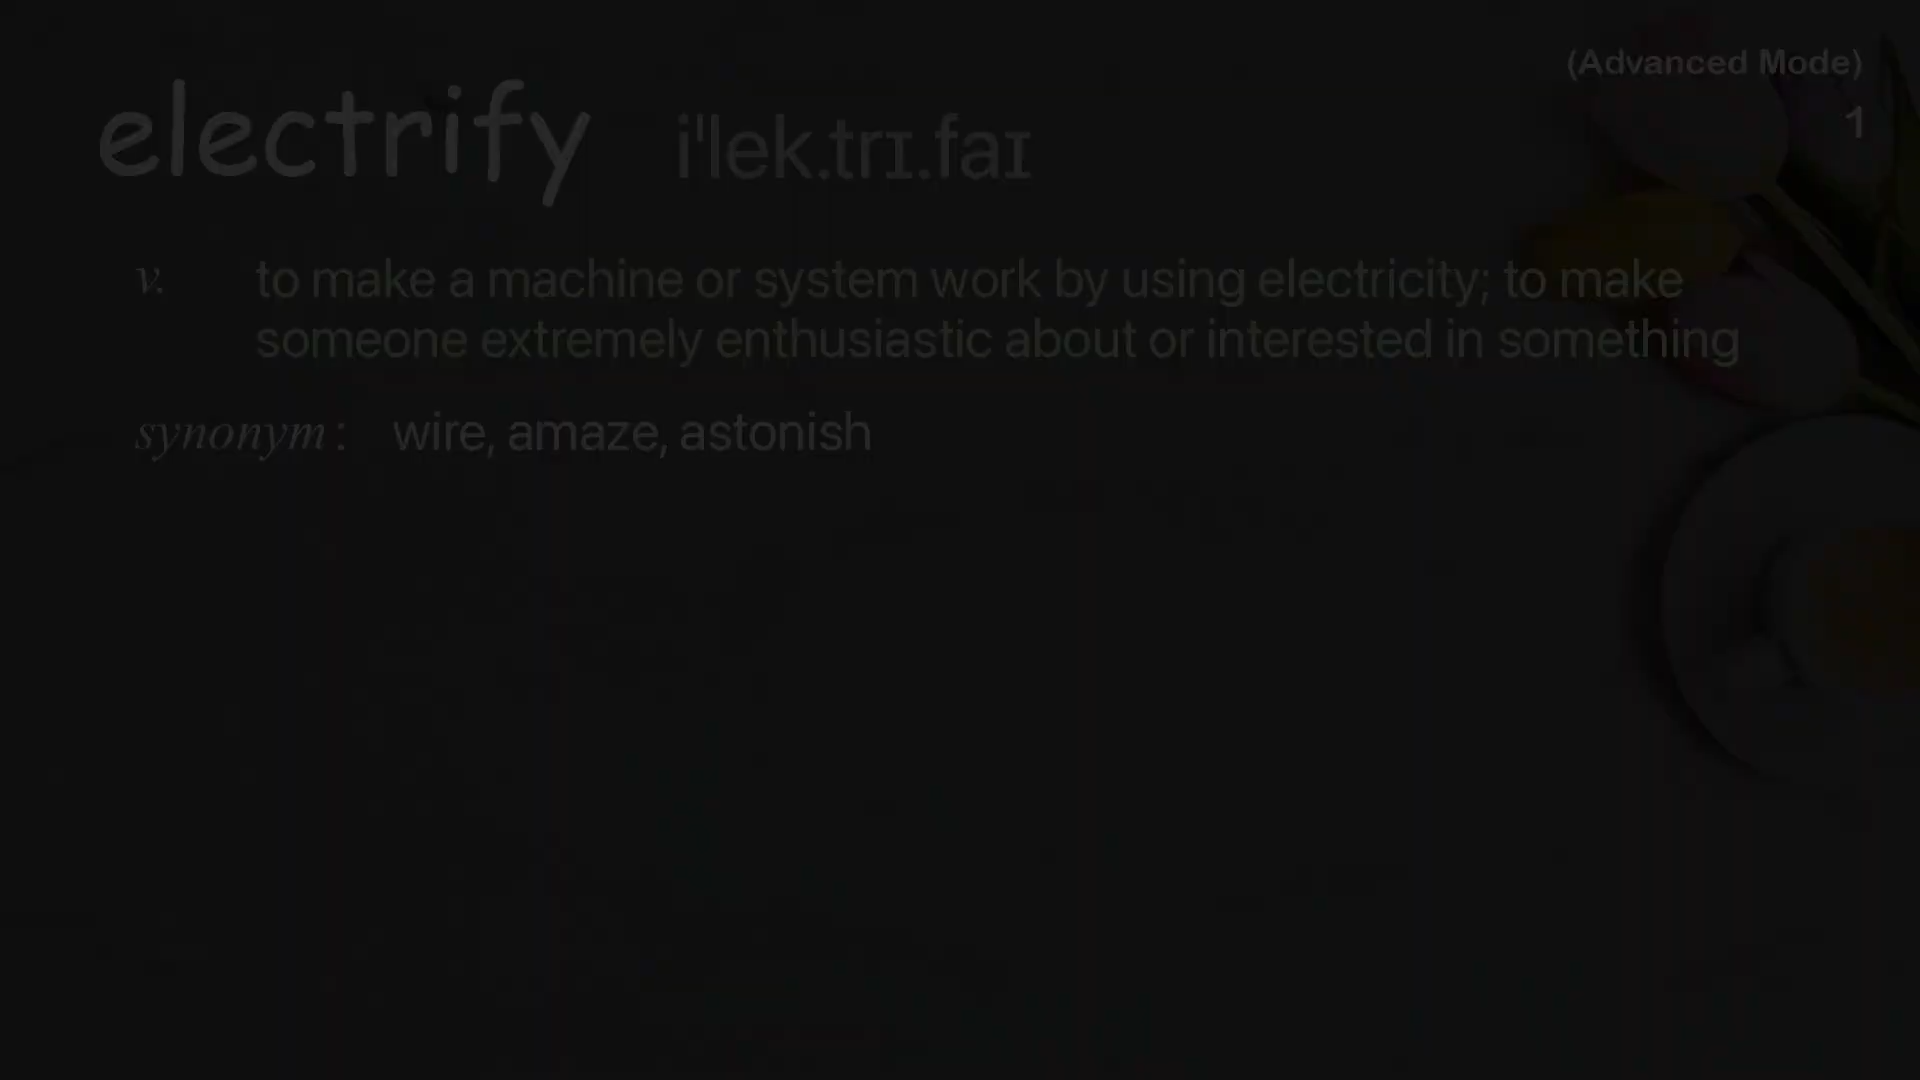 (Advanced Mode)
electrify iˈlek.trɪ.faɪ
1
v. to make a machine or system work by using electricity; to make
someone extremely enthusiastic about or interested in something
synonym : wire, amaze, astonish